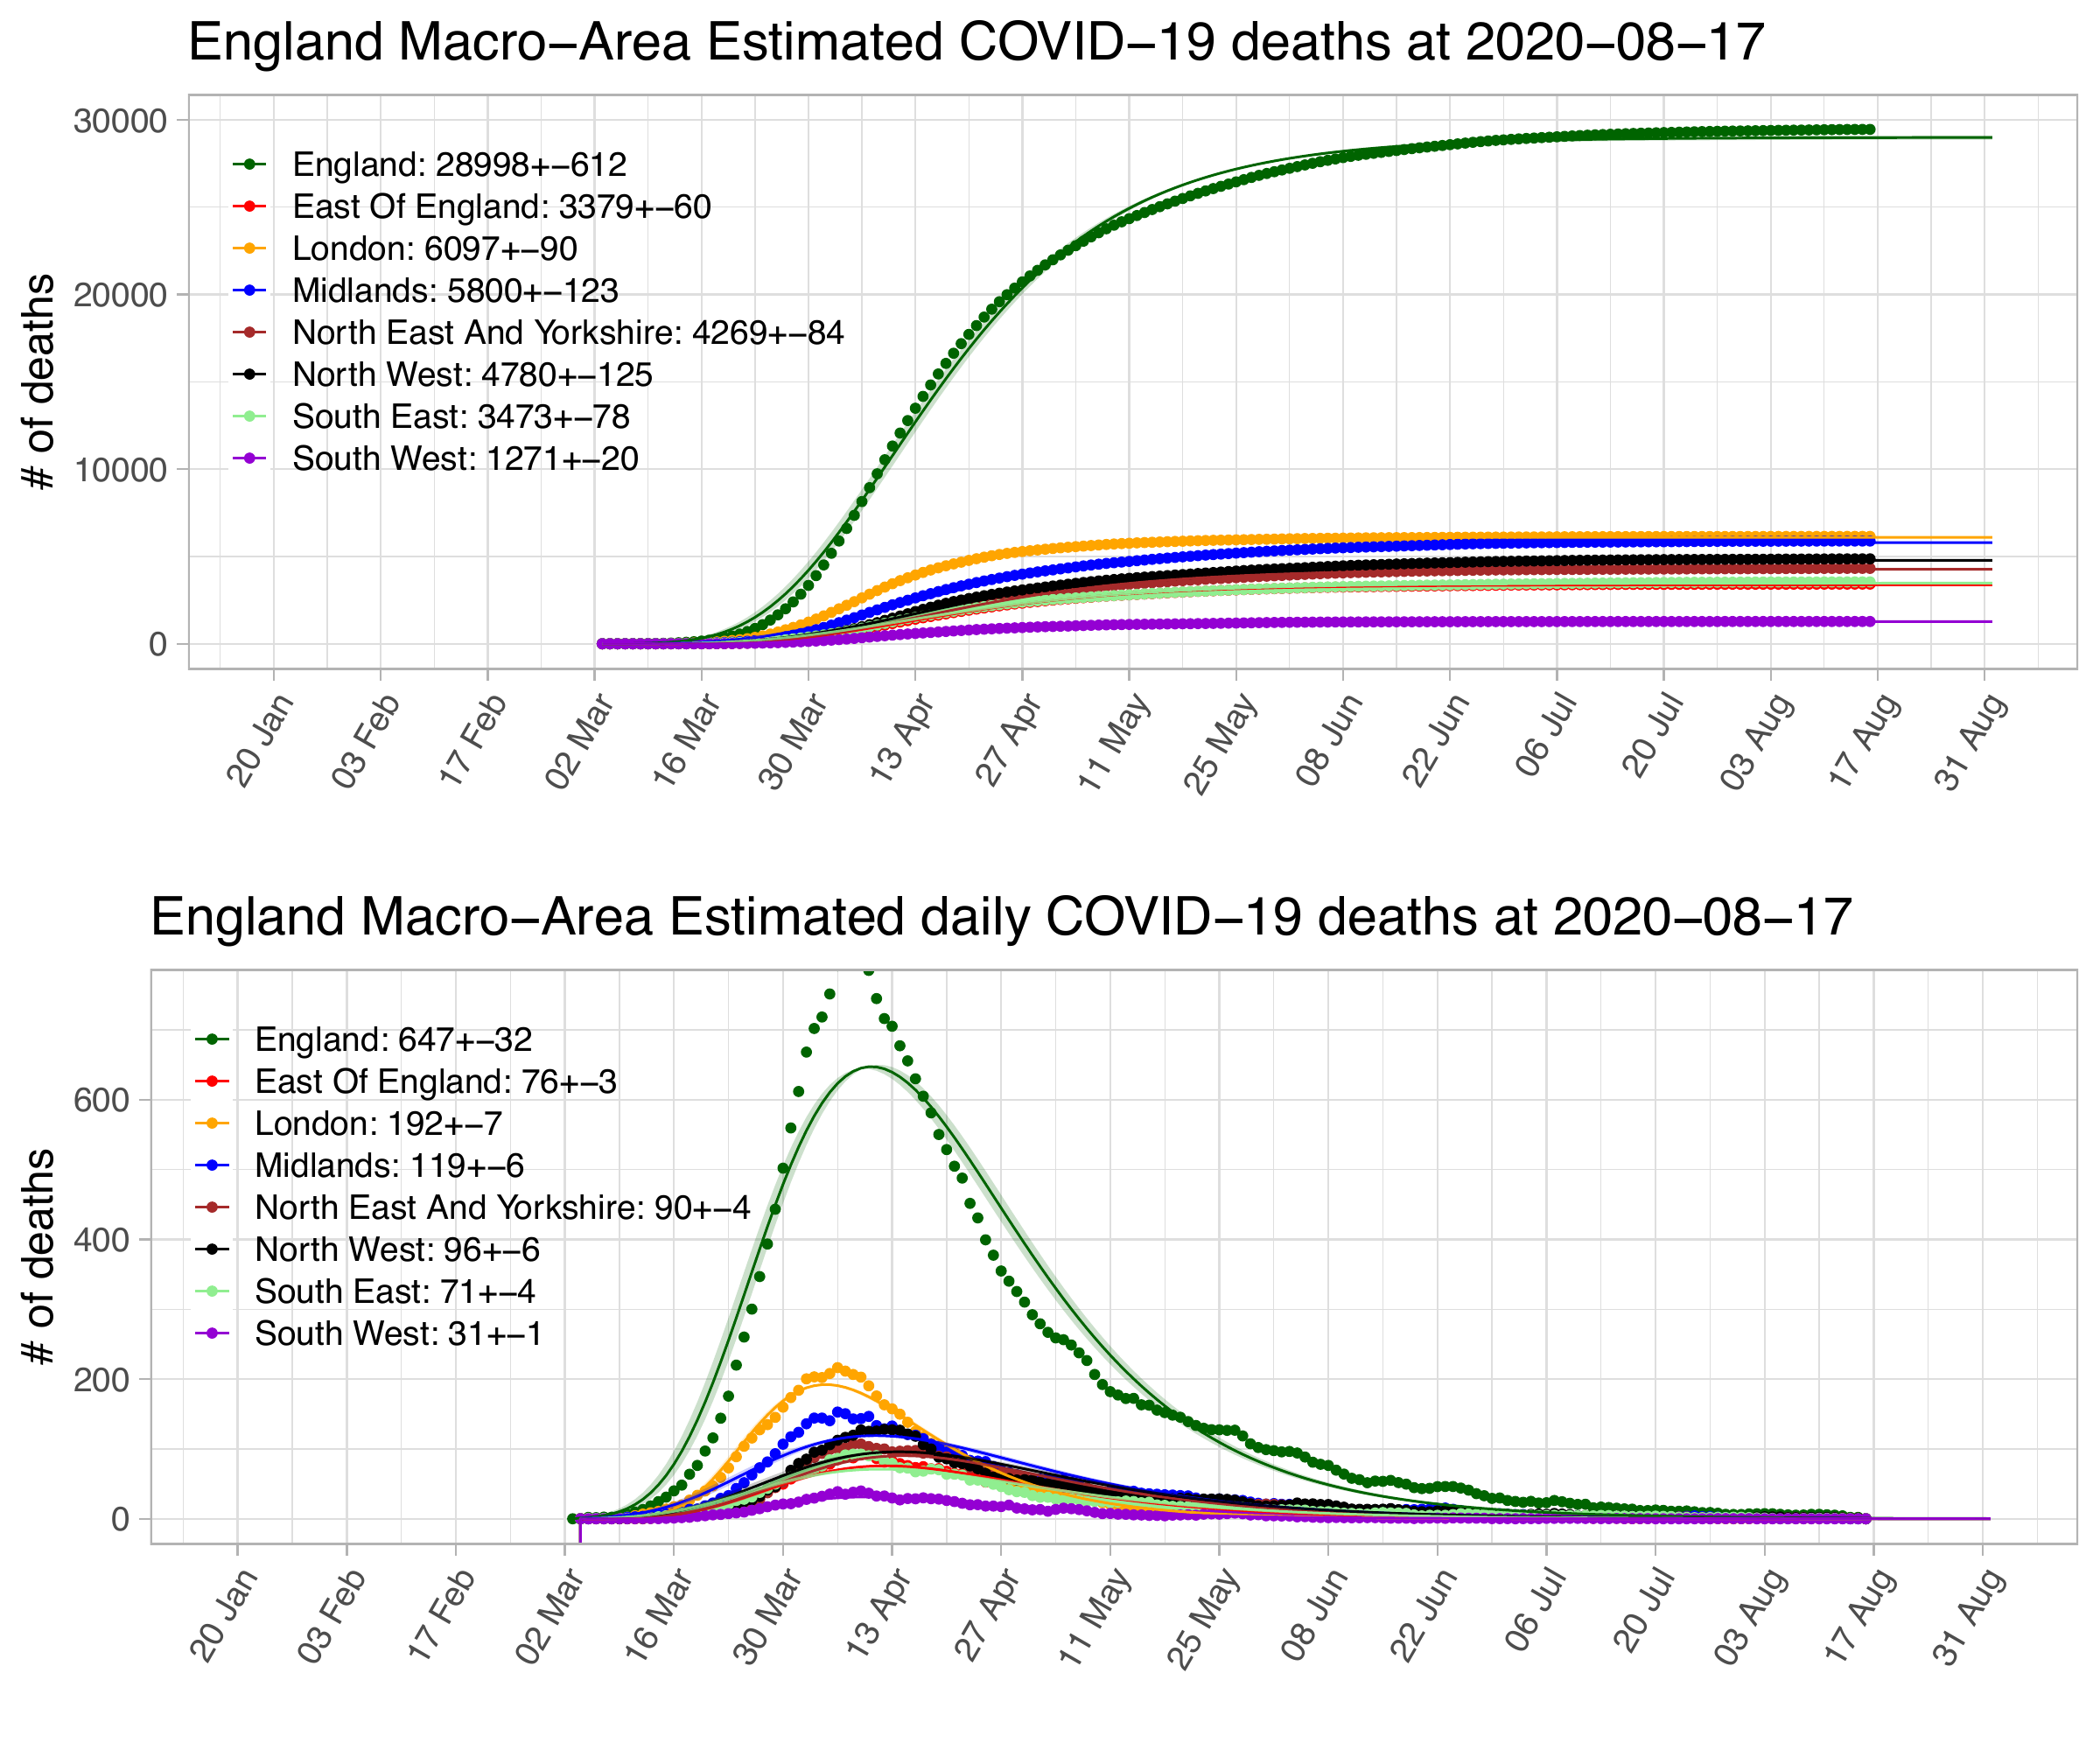 England Macro−Area Estimated COVID−19 deaths at 2020−08−17
# of deaths
30000
20000
10000
0
England: 28998+−612
East Of England: 3379+−60
London: 6097+−90
Midlands: 5800+−123
North East And Yorkshire: 4269+−84
North West: 4780+−125
South East: 3473+−78
South West: 1271+−20
20 Jan
03 Feb
17 Feb
02 Mar
16 Mar
30 Mar
13 Apr
27 Apr
11 May
25 May
08 Jun
22 Jun
06 Jul
20 Jul
03 Aug
17 Aug
31 Aug
England Macro−Area Estimated daily COVID−19 deaths at 2020−08−17
# of deaths
600
400
200
0
England: 647+−32
East Of England: 76+−3
London: 192+−7
Midlands: 119+−6
North East And Yorkshire: 90+−4
North West: 96+−6
South East: 71+−4
South West: 31+−1
20 Jan
03 Feb
17 Feb
02 Mar
16 Mar
30 Mar
13 Apr
27 Apr
11 May
25 May
08 Jun
22 Jun
06 Jul
20 Jul
03 Aug
17 Aug
31 Aug